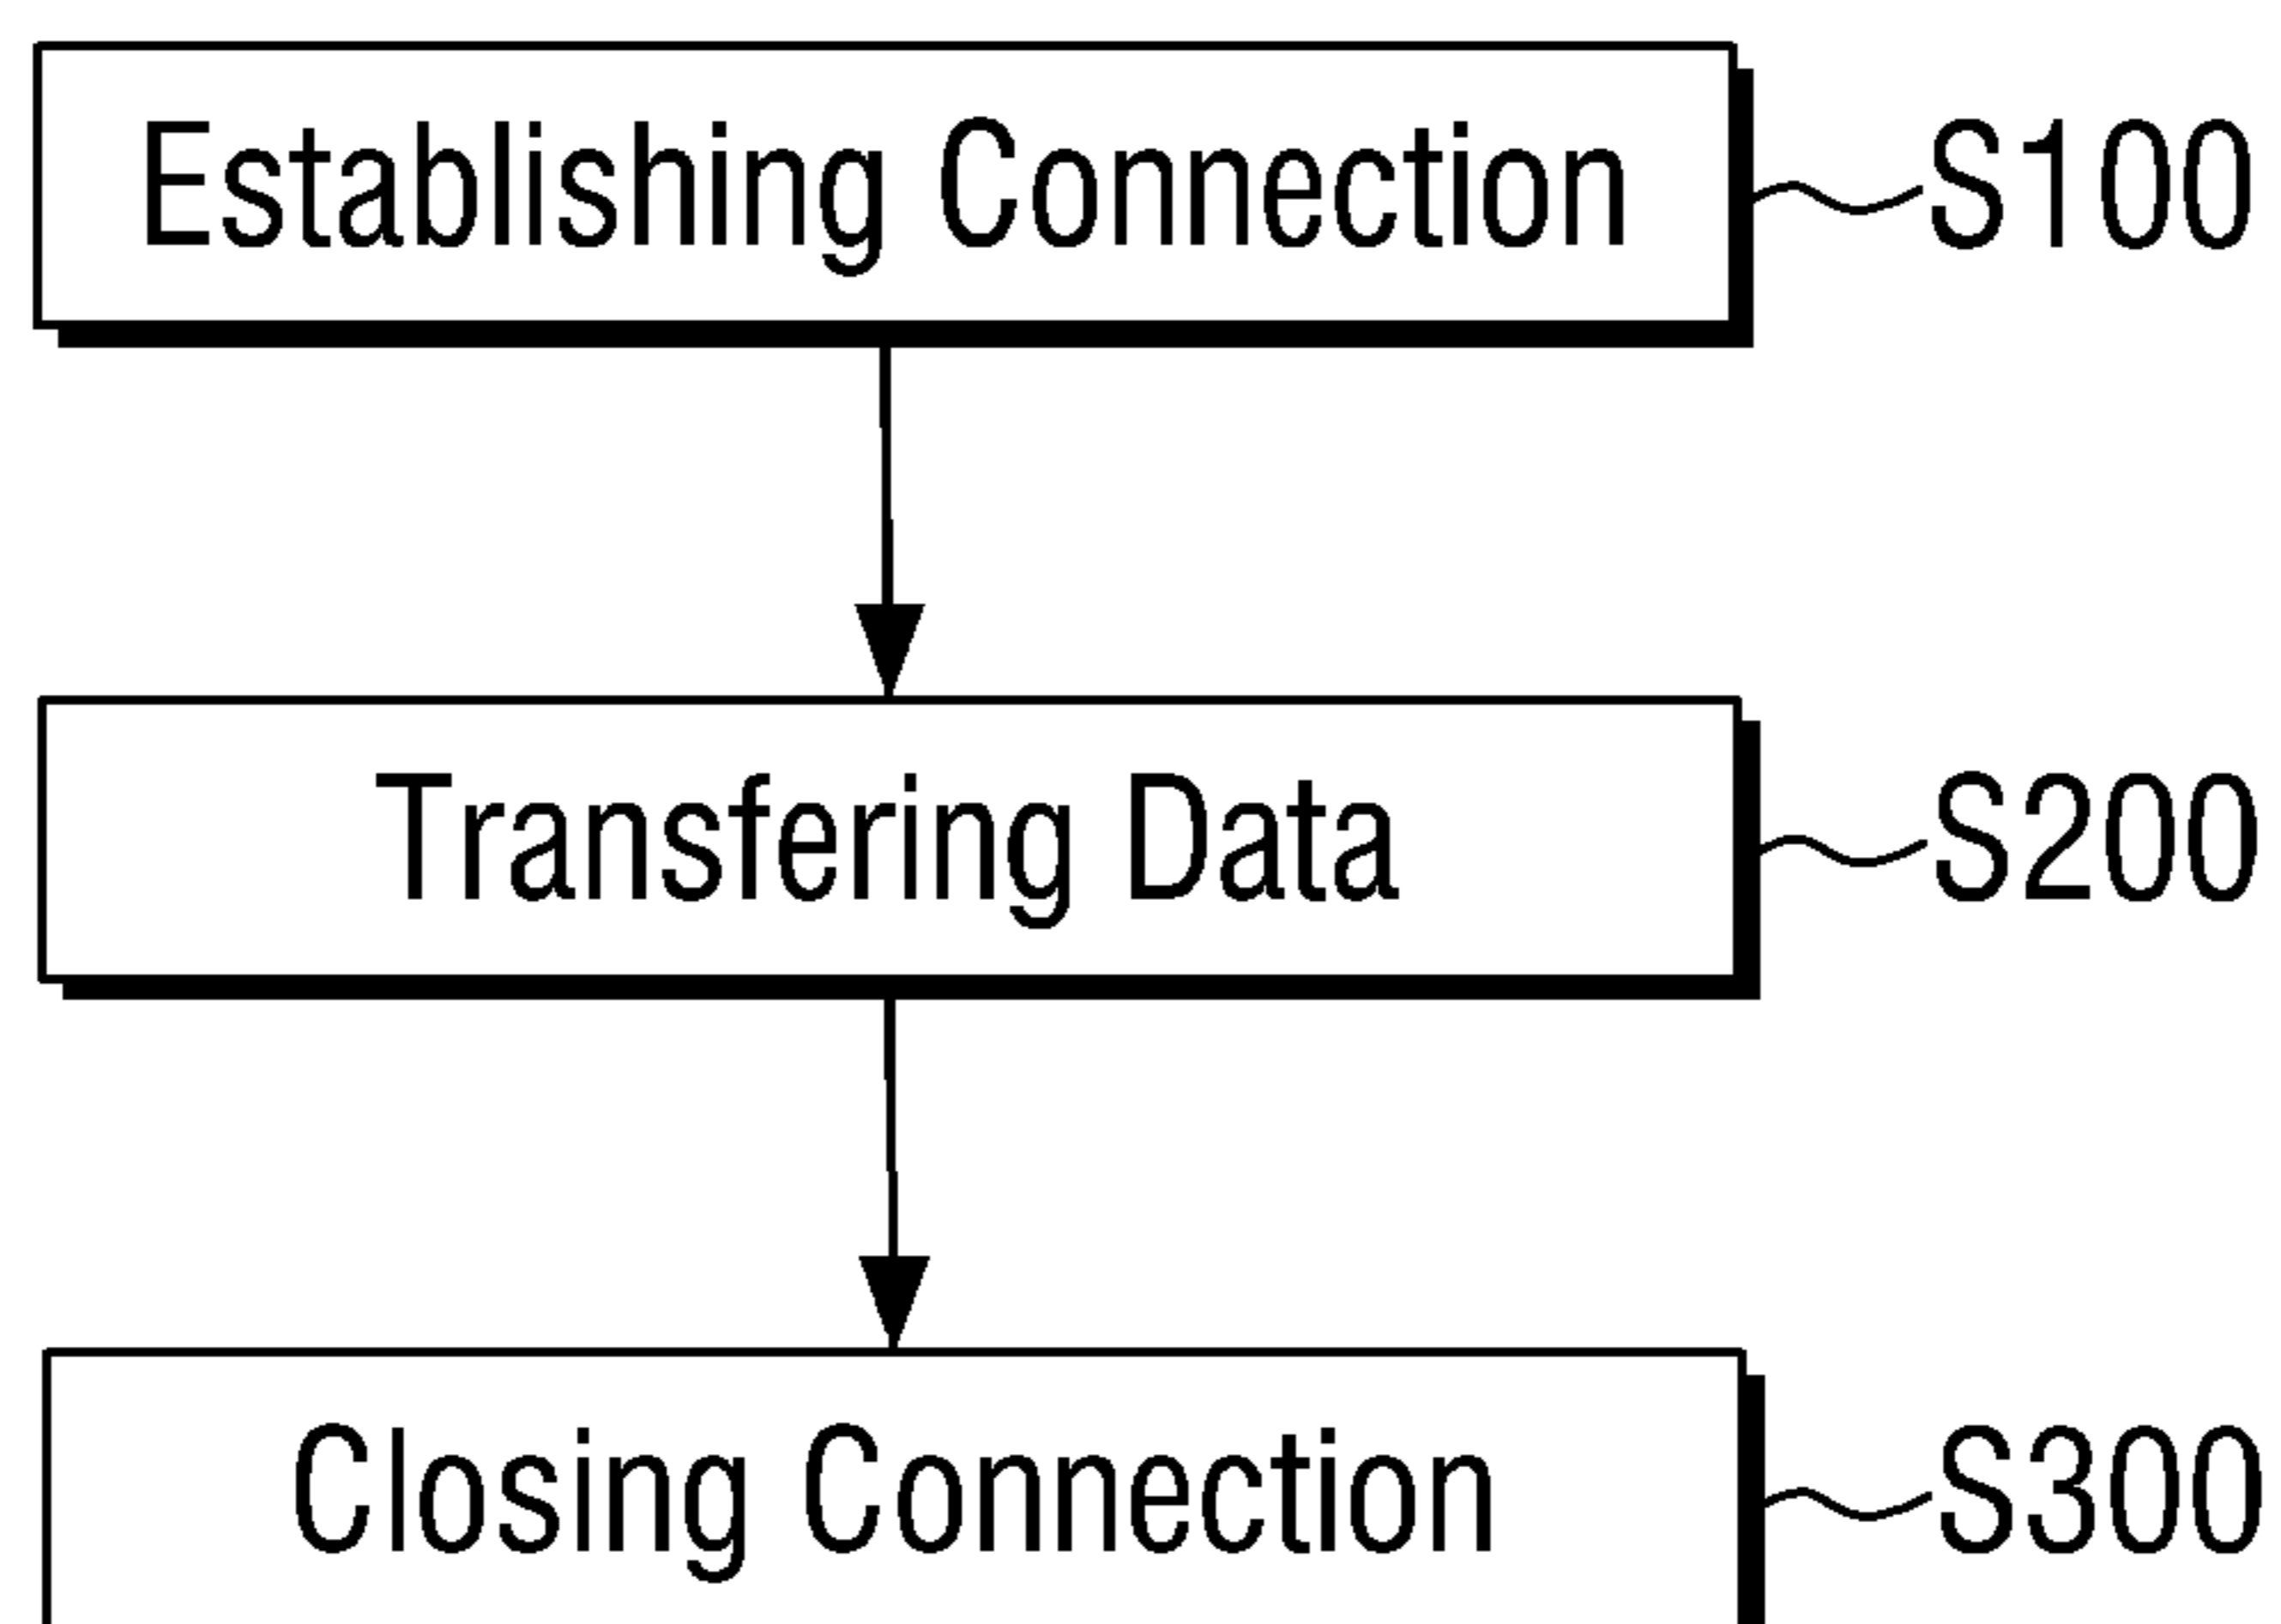 Establishing Connection S100
Transfering Data S200
Closing Connection S300